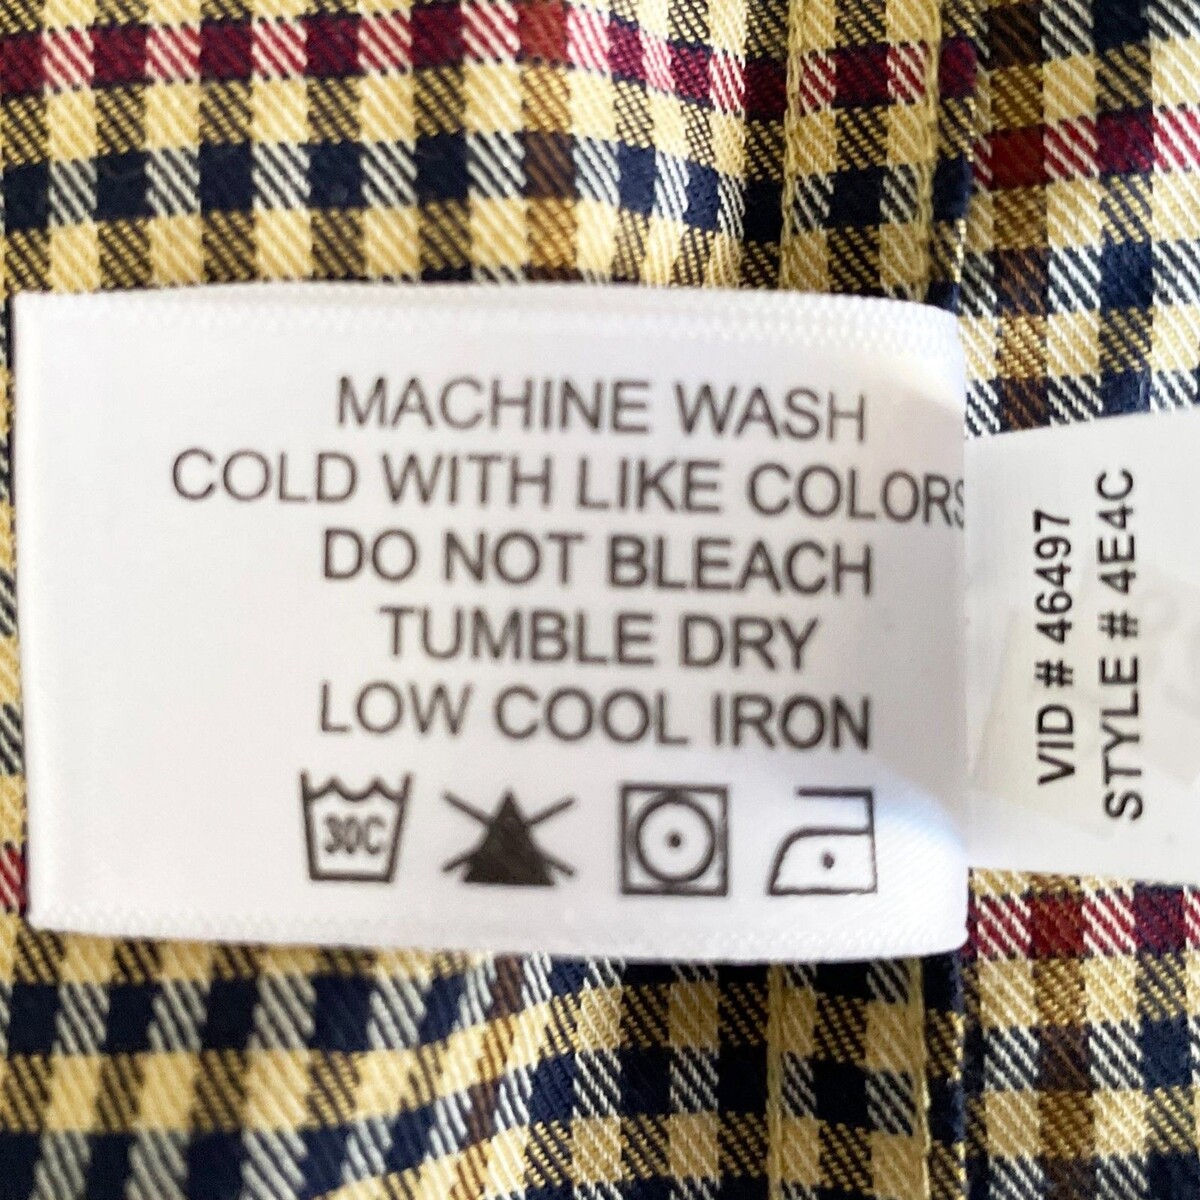 MACHINE WASH
COLD WITH LIKE COLORS
DO NOT BLEACH
TUMBLE DRY
LOW COOL IRON
30C
VID # 46497
STYLE # 4E4C